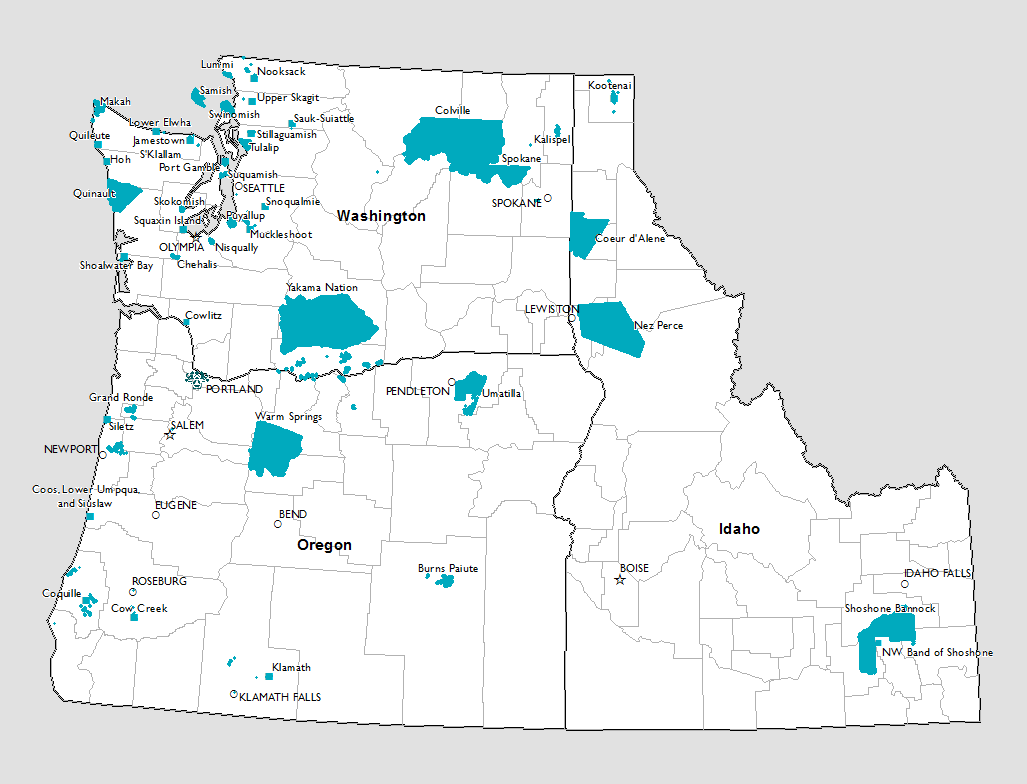 Lummi
Nooksack
Kootenai
Samish
Upper Skagit
Makah
Swinomish
Colville
Lower Elwha
Sauk-Suiattle
Quileute
Jamestown
S'Klallam
Stillaguamish
Tulalip
Kalispel
Hoh
Port Gamble
Spokane
Suquamish
SEATTLE
Quinault
Skokomish
Snoqualmie
SPOKANE
Squaxin Island
Puyallup
Washington
Muckleshoot
OLYMPIA
Nisqually
Coeur d'Alene
Shoalwater Bay
Chehalis
Yakama Nation
Cowlitz
LEWISTON
Nez Perce
PORTLAND
PENDLETON
Umatilla
Grand Ronde
Siletz
SALEM
Warm Springs
NEWPORT
Coos, Lower Umpqua,
and Siuslaw
EUGENE
BEND
Oregon
Idaho
Burns Paiute
BOISE
IDAHO FALLS
ROSEBURG
Coquille
Cow Creek
Shoshone Bannock
NW Band of Shoshone
Klamath
KLAMATH FALLS